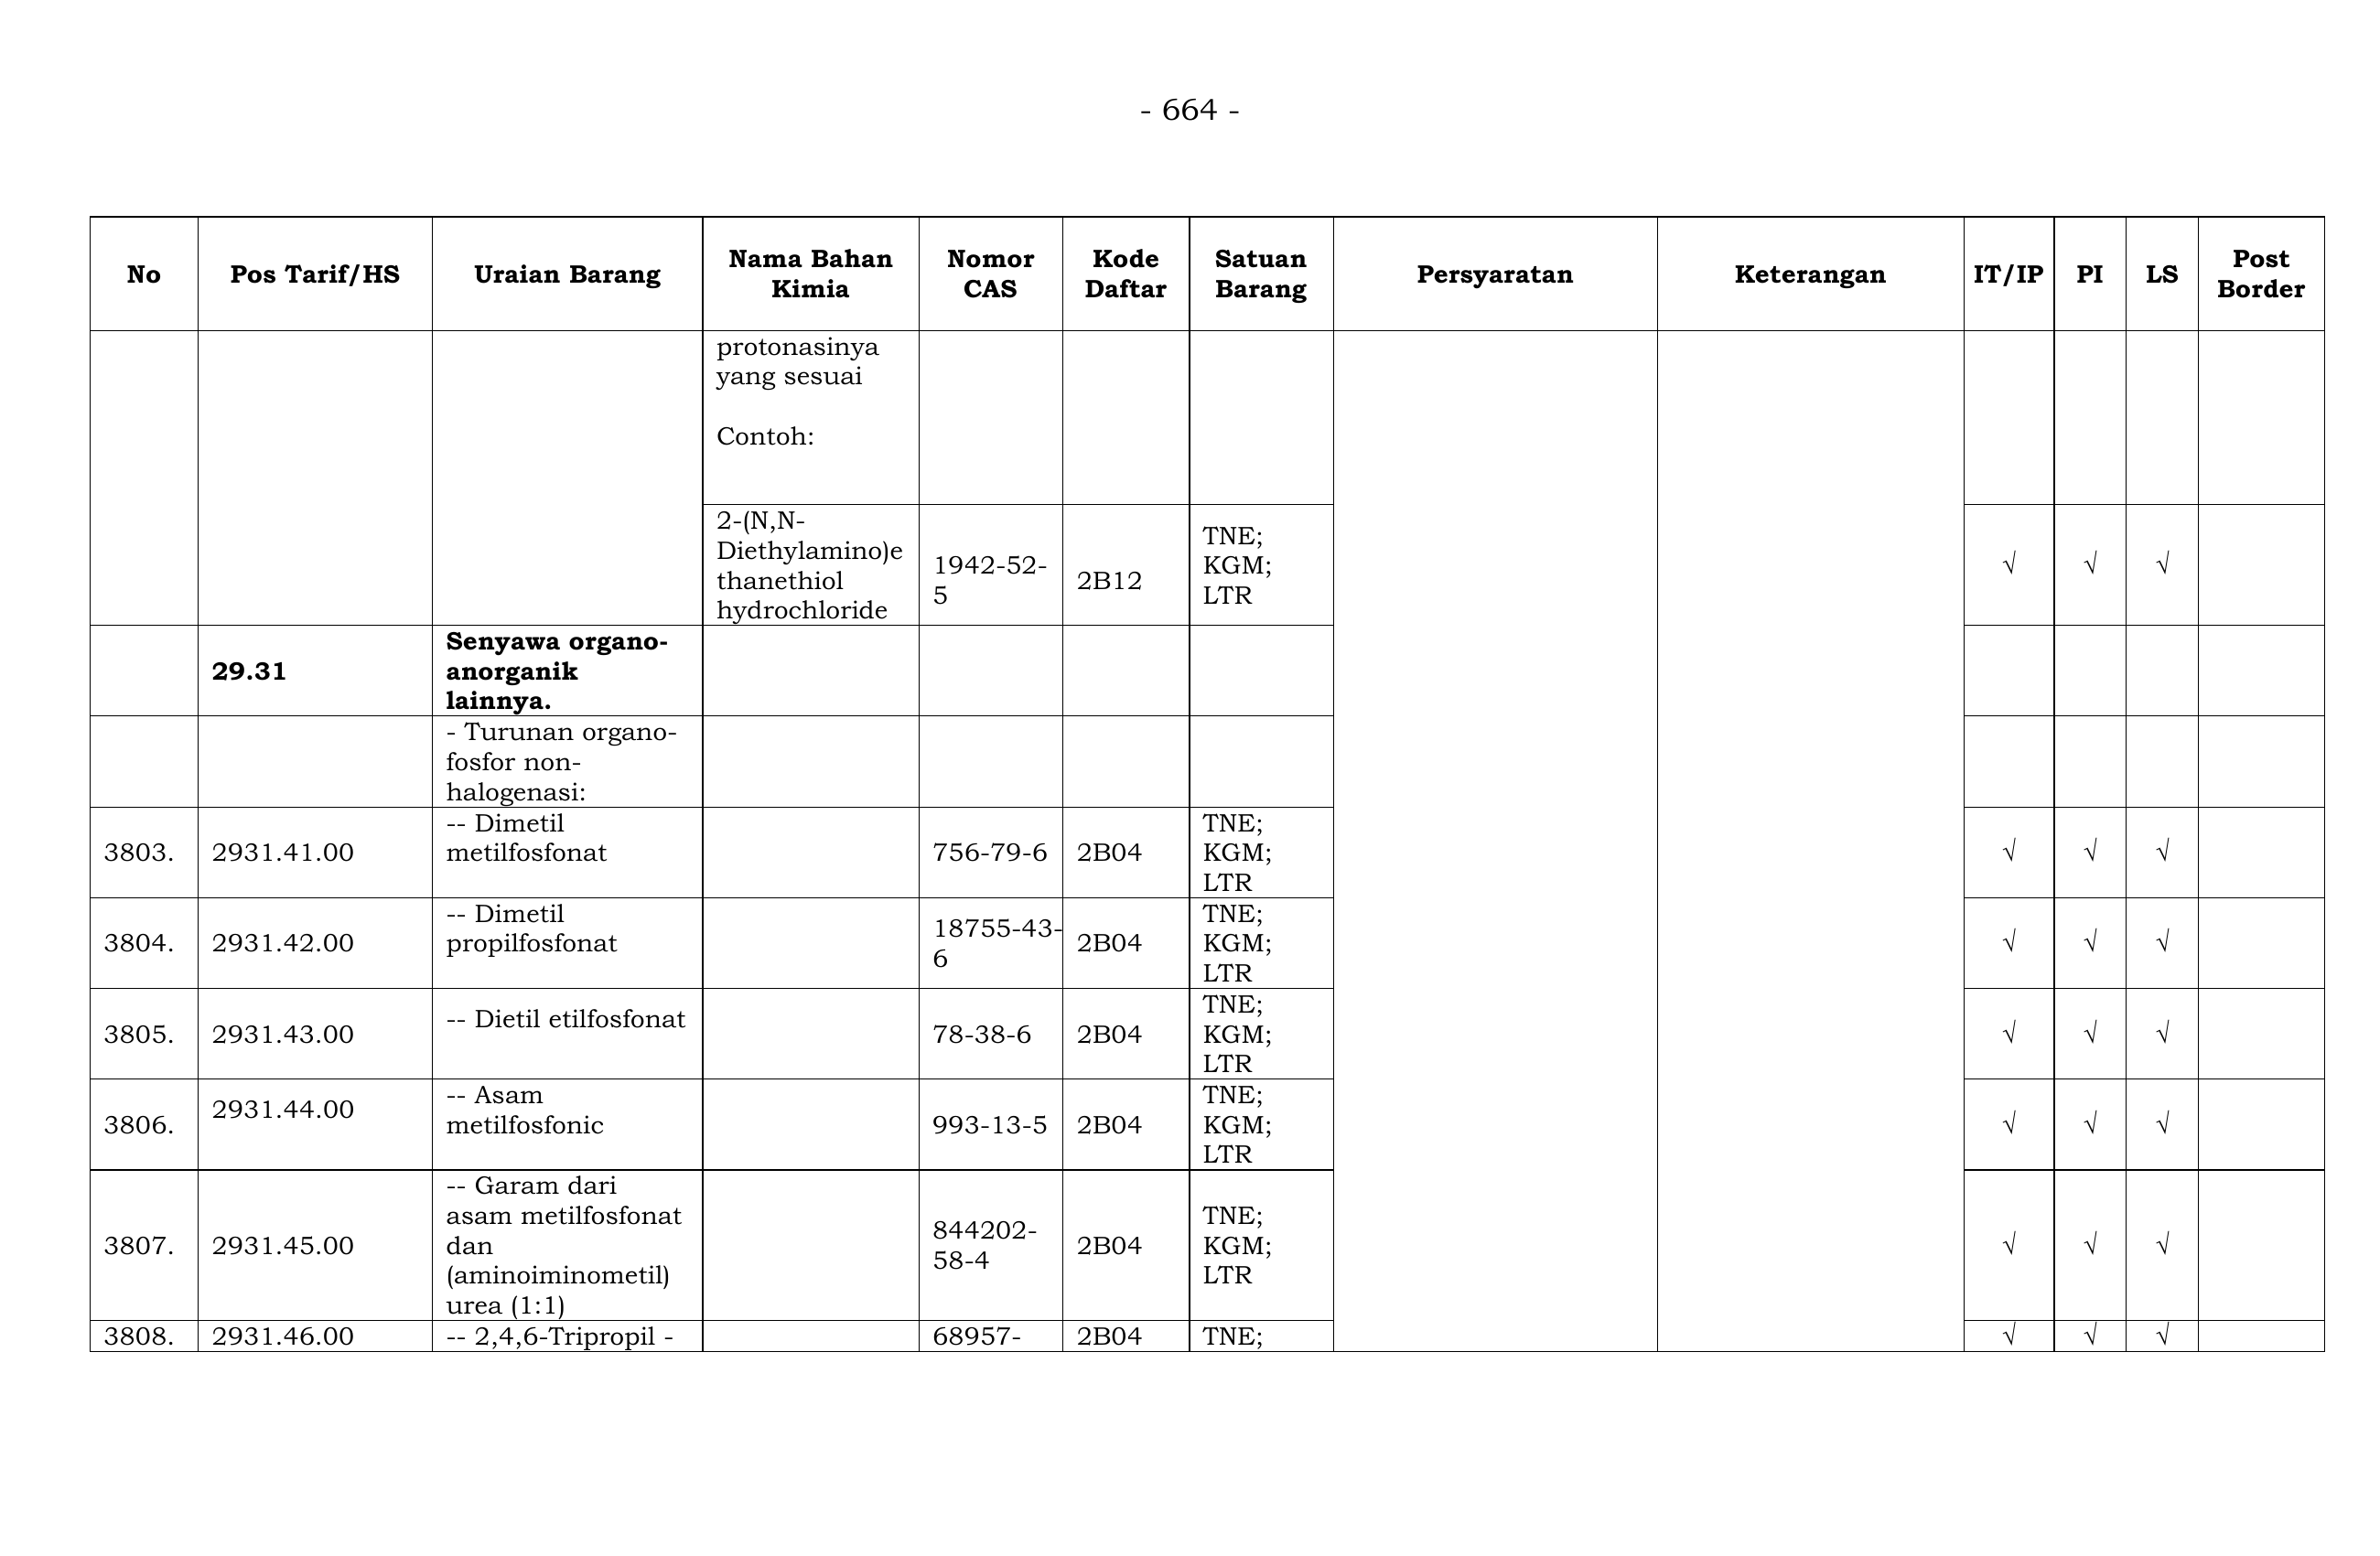 - 664 -
No
Pos Tarif/HS
Uraian Barang
Nama Bahan
Kimia
Nomor
CAS
Kode
Daftar
Satuan
Barang
Persyaratan
Keterangan
IT/IP
PI
LS
Post
Border
protonasinya
yang sesuai
Contoh:
2-(N,N-
Diethylamino)e
thanethiol
hydrochloride
1942-52-
5
2B12
TNE;
KGM;
LTR
√
√
√
29.31
Senyawa organo-
anorganik
lainnya.
- Turunan organo-
fosfor non-
halogenasi:
3803.
2931.41.00
-- Dimetil
metilfosfonat
756-79-6
2B04
TNE;
KGM;
LTR
√
√
√
3804.
2931.42.00
-- Dimetil
propilfosfonat
18755-43-
6
2B04
TNE;
KGM;
LTR
√
√
√
3805.
2931.43.00
-- Dietil etilfosfonat
78-38-6
2B04
TNE;
KGM;
LTR
√
√
√
3806.
2931.44.00
-- Asam
metilfosfonic
993-13-5
2B04
TNE;
KGM;
LTR
√
√
√
3807.
2931.45.00
-- Garam dari
asam metilfosfonat
dan
(aminoiminometil)
urea (1:1)
844202-
58-4
2B04
TNE;
KGM;
LTR
√
√
√
3808.
2931.46.00
-- 2,4,6-Tripropil -
68957-
2B04
TNE;
√
√
√